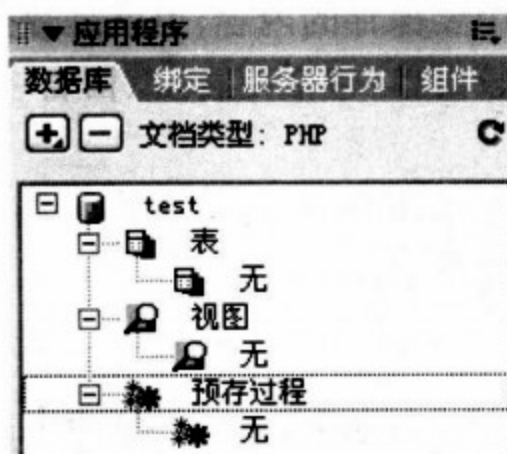 应用程序
数据库 绑定 服务器行为 组件
文档类型: PHP
test
表
无
视图
无
预存过程
无